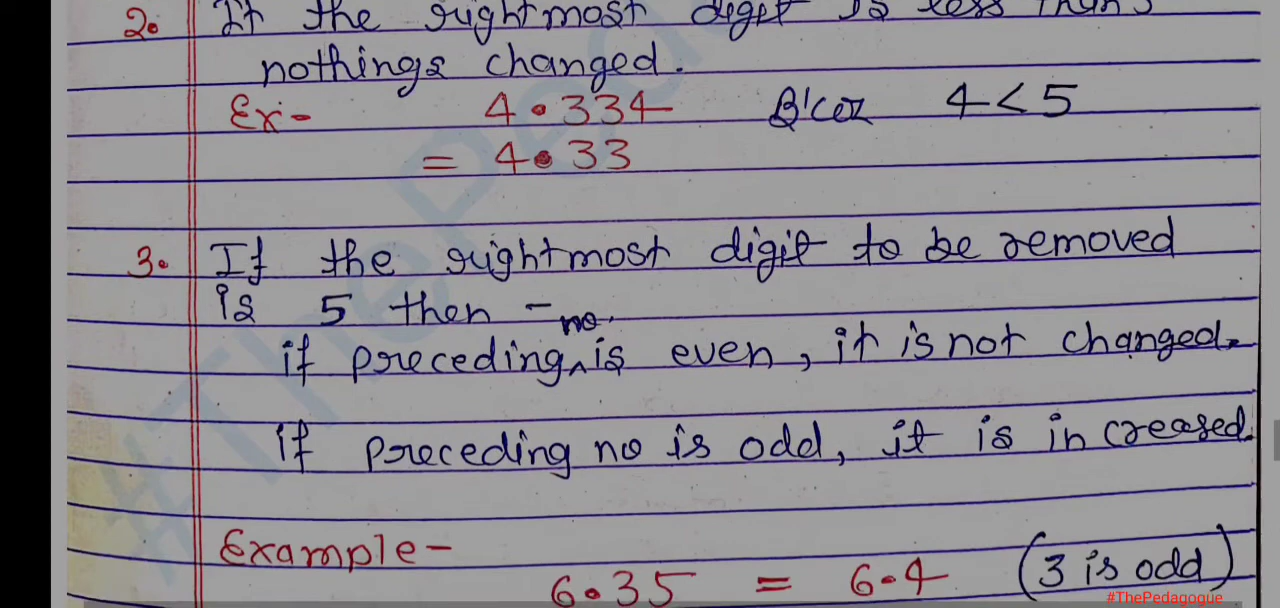 2. If the rightmost digit is less than 5
nothings changed.
Ex- 4.334 B'coz 4<5
= 4.33
3. If the rightmost digit to be removed
is 5 then -
if preceding no. is even, it is not changed.
if preceding no is odd, it is increased.
Example-
6.35 = 6.4 (3 is odd)
#ThePedagogue